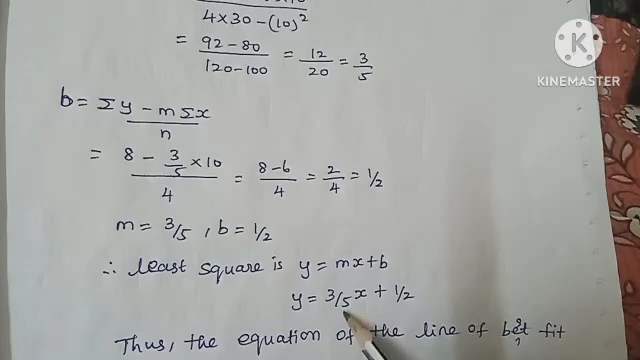 4×30-(10)²
= 92-80/120-100 = 12/20 = 3/5
KINEMASTER
b = Σy - mΣx/n
= 8 - 3/5 ×10/4 = 8-6/4 = 2/4 = 1/2
m = 3/5 , b = 1/2
∴ least square is y = mx+b
y = 3/5x + 1/2
Thus, the equation of the line of best fit